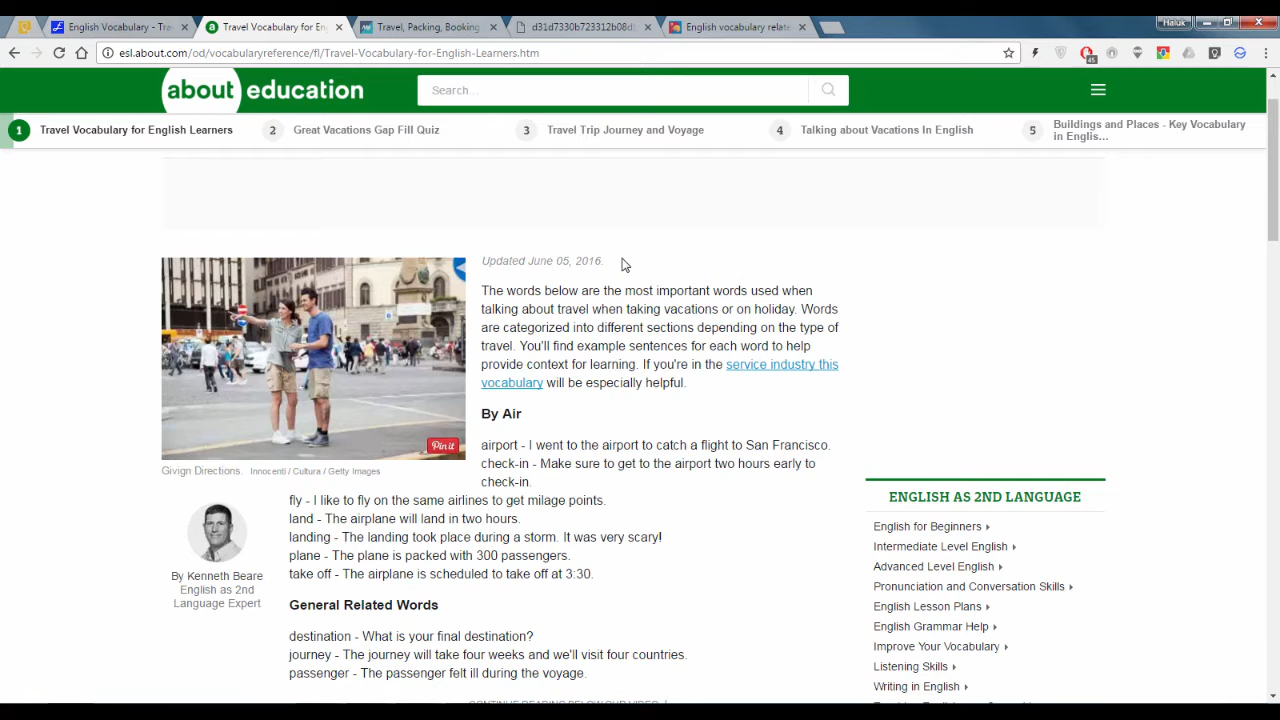 English Vocabulary - Tra
Travel Vocabulary for En
Travel, Packing, Booking
d31d7330b723312b08d
English vocabulary relate
Haluk
esl.about.com/od/vocabularyreference/fl/Travel-Vocabulary-for-English-Learners.htm
45
about education
Search...
1 Travel Vocabulary for English Learners
2 Great Vacations Gap Fill Quiz
3 Travel Trip Journey and Voyage
4 Talking about Vacations In English
5 Buildings and Places - Key Vocabulary
in Englis...
Updated June 05, 2016.
The words below are the most important words used when
talking about travel when taking vacations or on holiday. Words
are categorized into different sections depending on the type of
travel. You'll find example sentences for each word to help
provide context for learning. If you're in the service industry this
vocabulary will be especially helpful.
By Air
airport - I went to the airport to catch a flight to San Francisco.
check-in - Make sure to get to the airport two hours early to
check-in.
Pin it
Givign Directions. Innocenti / Cultura / Getty Images
fly - I like to fly on the same airlines to get milage points.
land - The airplane will land in two hours.
landing - The landing took place during a storm. It was very scary!
plane - The plane is packed with 300 passengers.
take off - The airplane is scheduled to take off at 3:30.
By Kenneth Beare
English as 2nd
Language Expert
General Related Words
destination - What is your final destination?
journey - The journey will take four weeks and we'll visit four countries.
passenger - The passenger felt ill during the voyage.
CONTINUE READING BELOW OUR VIDEO
ENGLISH AS 2ND LANGUAGE
English for Beginners
Intermediate Level English
Advanced Level English
Pronunciation and Conversation Skills
English Lesson Plans
English Grammar Help
Improve Your Vocabulary
Listening Skills
Writing in English